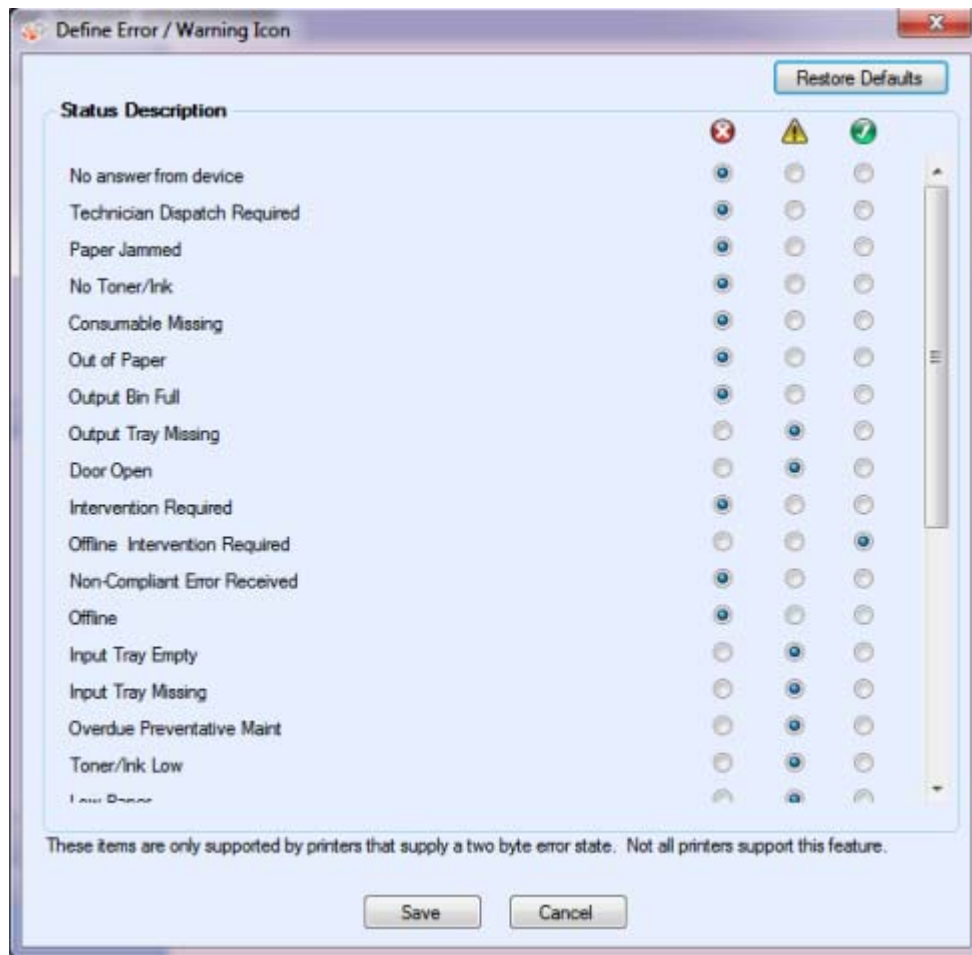 Define Error / Warning Icon
Restore Defaults
Status Description
No answer from device
Technician Dispatch Required
Paper Jammed
No Toner/Ink
Consumable Missing
Out of Paper
Output Bin Full
Output Tray Missing
Door Open
Intervention Required
Offline Intervention Required
Non-Compliant Error Received
Offline
Input Tray Empty
Input Tray Missing
Overdue Preventative Maint
Toner/Ink Low
Low Paper
These items are only supported by printers that supply a two byte error state. Not all printers support this feature.
Save Cancel